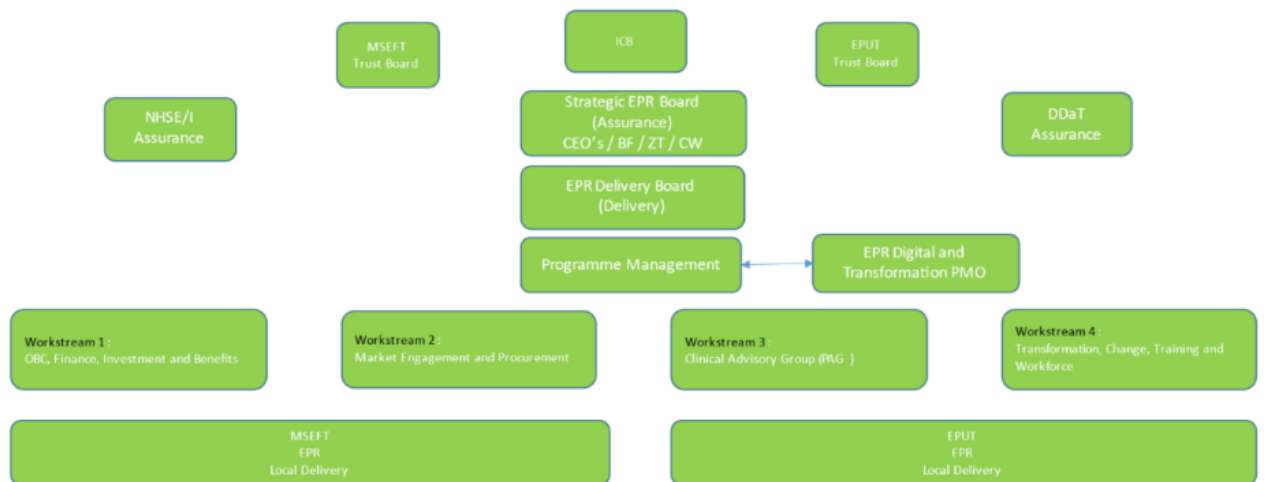 MSEFT
Trust Board
ICB
EPUT
Trust Board
NHSE/I
Assurance
Strategic EPR Board
(Assurance)
CEO's / BF / ZT / CW
DDaT
Assurance
EPR Delivery Board
(Delivery)
Programme Management
EPR Digital and
Transformation PMO
Workstream 1 :
OBC, Finance, Investment and Benefits
Workstream 2 :
Market Engagement and Procurement
Workstream 3 :
Clinical Advisory Group (PAG )
Workstream 4 :
Transformation, Change, Training and
Workforce
MSEFT
EPR
Local Delivery
EPUT
EPR
Local Delivery